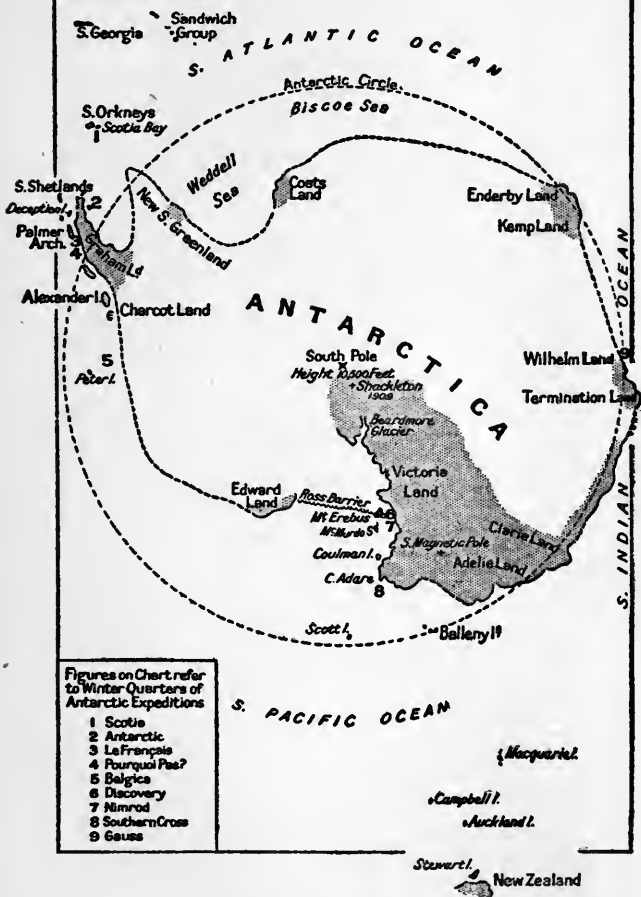 S. Georgia
Sandwich
Group
S. ATLANTIC OCEAN
Antarctic Circle.
Biscoe Sea
S. Orkneys
Scotia Bay
Weddell
Sea
S. Shetlands
2
Deception I.
New S. Greenland
Coats
Land
Enderby Land
Kemp Land
Palmer
Arch.
3
4
Graham Ld
Alexander I.
Charcot Land
ANTARCTICA
S. INDIAN OCEAN
5
Peter I.
South Pole
Height 10,500 Feet
+ Shackleton
1909
Wilhelm Land
9
Termination Land
Beardmore
Glacier
Victoria
Land
Edward
Land
Ross Barrier
Mt Erebus
6
7
McMurdo Sd
Clarie Land
S. Magnetic Pole
Adelie Land
Coulman I.
C. Adare
8
Scott I.
Balleny Is
Figures on Chart refer
to Winter Quarters of
Antarctic Expeditions
1 Scotia
2 Antarctic
3 Le Français
4 Pourquoi Pas?
5 Belgica
6 Discovery
7 Nimrod
8 Southern Cross
9 Gauss
S. PACIFIC OCEAN
Macquarie I.
Campbell I.
Auckland I.
Stewart I.
New Zealand